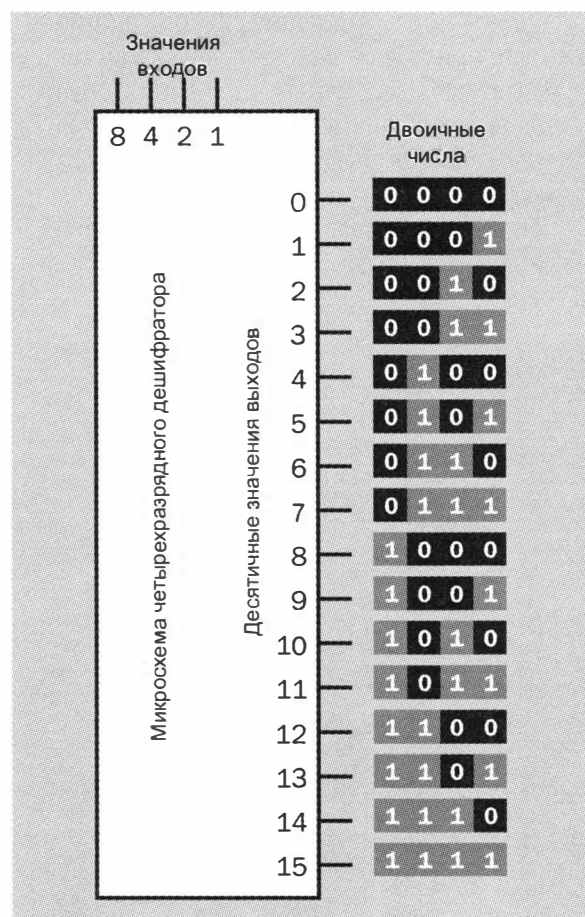 Значения
входов
8 4 2 1
Двоичные
числа
Микросхема четырехразрядного дешифратора
Десятичные значения выходов
0 0 0 0 0
1 0 0 0 1
2 0 0 1 0
3 0 0 1 1
4 0 1 0 0
5 0 1 0 1
6 0 1 1 0
7 0 1 1 1
8 1 0 0 0
9 1 0 0 1
10 1 0 1 0
11 1 0 1 1
12 1 1 0 0
13 1 1 0 1
14 1 1 1 0
15 1 1 1 1